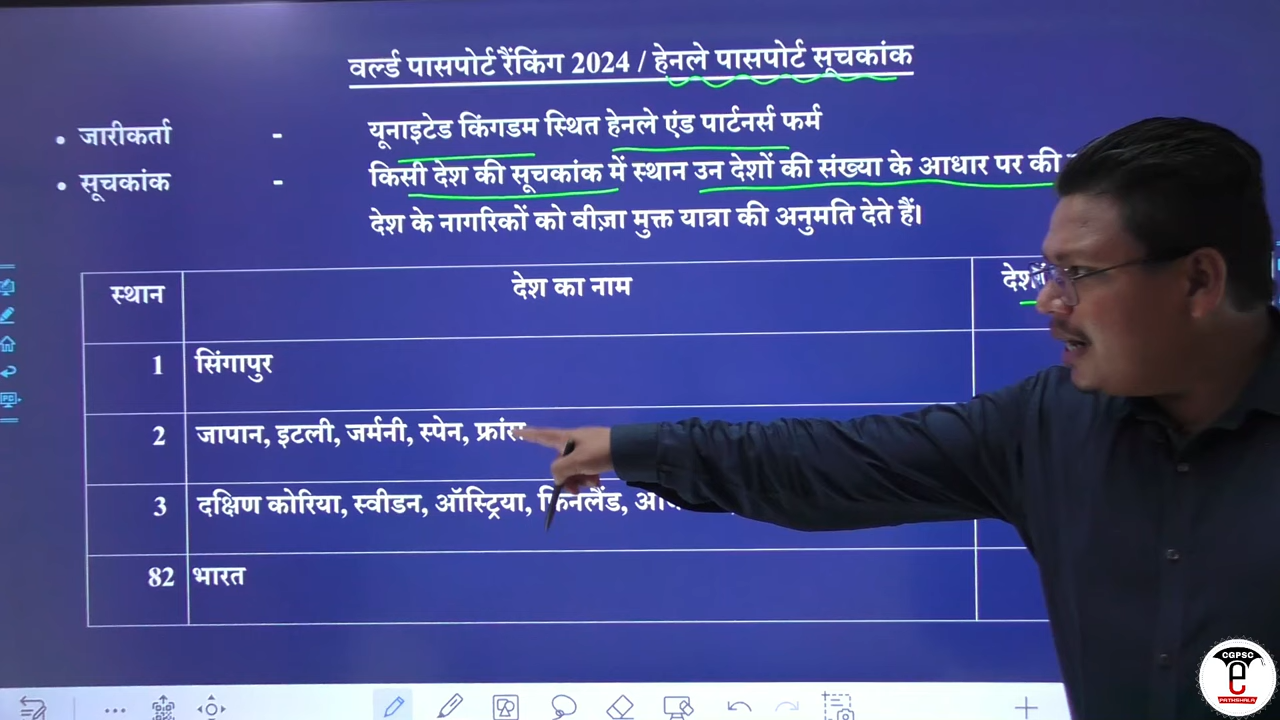 वर्ल्ड पासपोर्ट रैंकिंग 2024 / हेनले पासपोर्ट सूचकांक
• जारीकर्ता - यूनाइटेड किंगडम स्थित हेनले एंड पार्टनर्स फर्म
• सूचकांक - किसी देश की सूचकांक में स्थान उन देशों की संख्या के आधार पर की
देश के नागरिकों को वीज़ा मुक्त यात्रा की अनुमति देते हैं।
स्थान देश का नाम
1 सिंगापुर
2 जापान, इटली, जर्मनी, स्पेन, फ्रांस
3 दक्षिण कोरिया, स्वीडन, ऑस्ट्रिया, फिनलैंड,
82 भारत
CGPSC
e
PATHSHALA